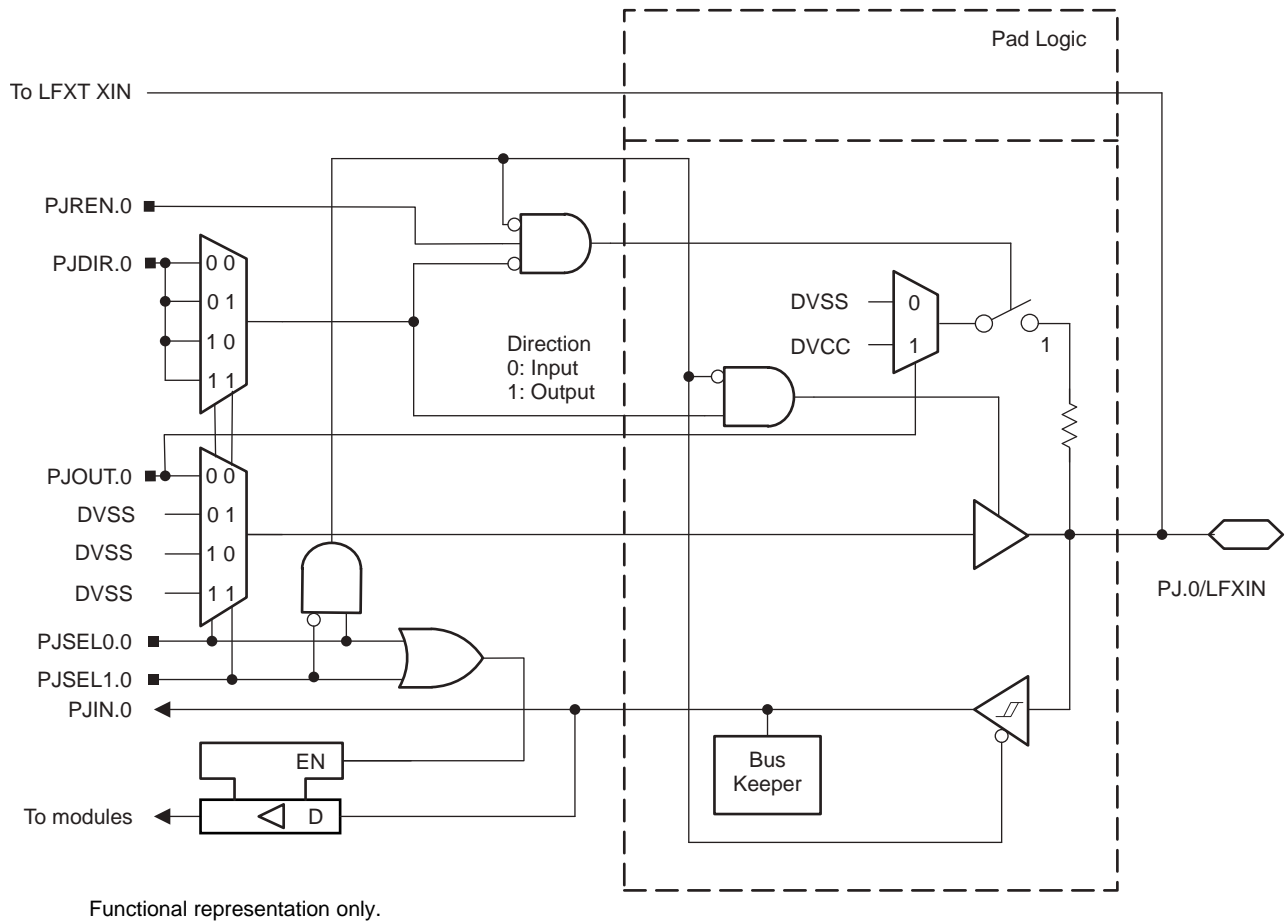 Pad Logic
To LFXT XIN
PJREN.0
PJDIR.0
0 0
0 1
1 0
1 1
Direction
0: Input
1: Output
DVSS
0
DVCC
1
1
PJOUT.0
0 0
DVSS
0 1
DVSS
1 0
DVSS
1 1
PJ.0/LFXIN
PJSEL0.0
PJSEL1.0
PJIN.0
EN
Bus
Keeper
To modules
D
Functional representation only.